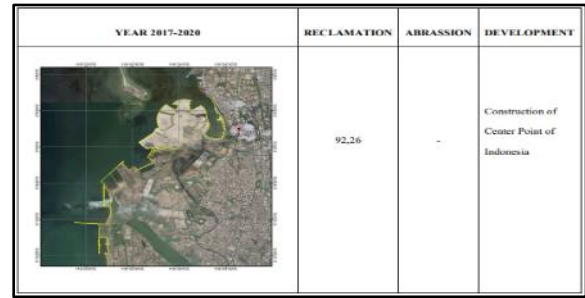 YEAR 2017-2020 RECLAMATION ABRASSION DEVELOPMENT
92,26
-
Construction of
Center Point of
Indonesia